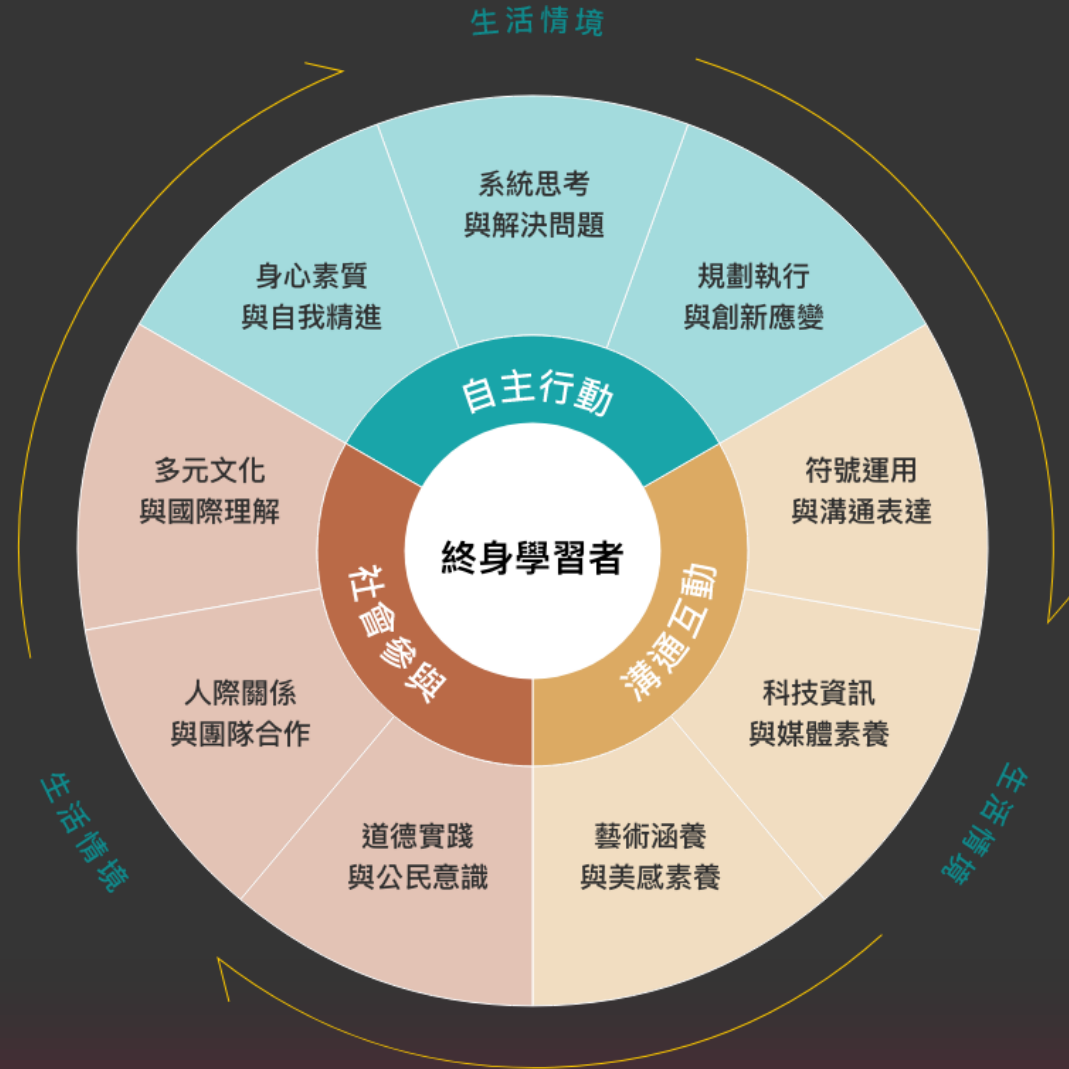 生活情境
系統思考
與解決問題
身心素質
與自我精進
規劃執行
與創新應變
自主行動
多元文化
與國際理解
符號運用
與溝通表達
終身學習者
社會參與
溝通互動
人際關係
與團隊合作
科技資訊
與媒體素養
道德實踐
與公民意識
藝術涵養
與美感素養
生活情境
生活情境